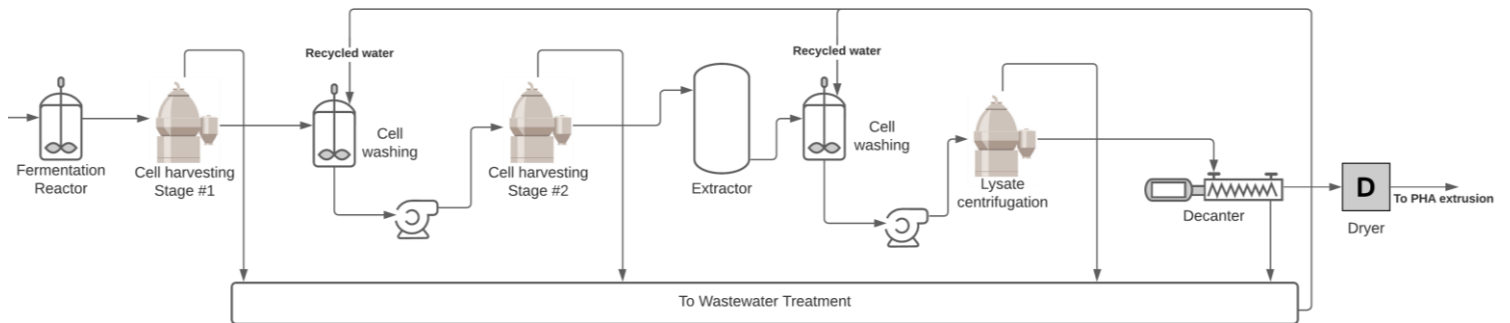 Recycled water
Recycled water
Fermentation
Reactor
Cell harvesting
Stage #1
Cell
washing
Cell harvesting
Stage #2
Extractor
Cell
washing
Lysate
centrifugation
Decanter
D
Dryer
To PHA extrusion
To Wastewater Treatment